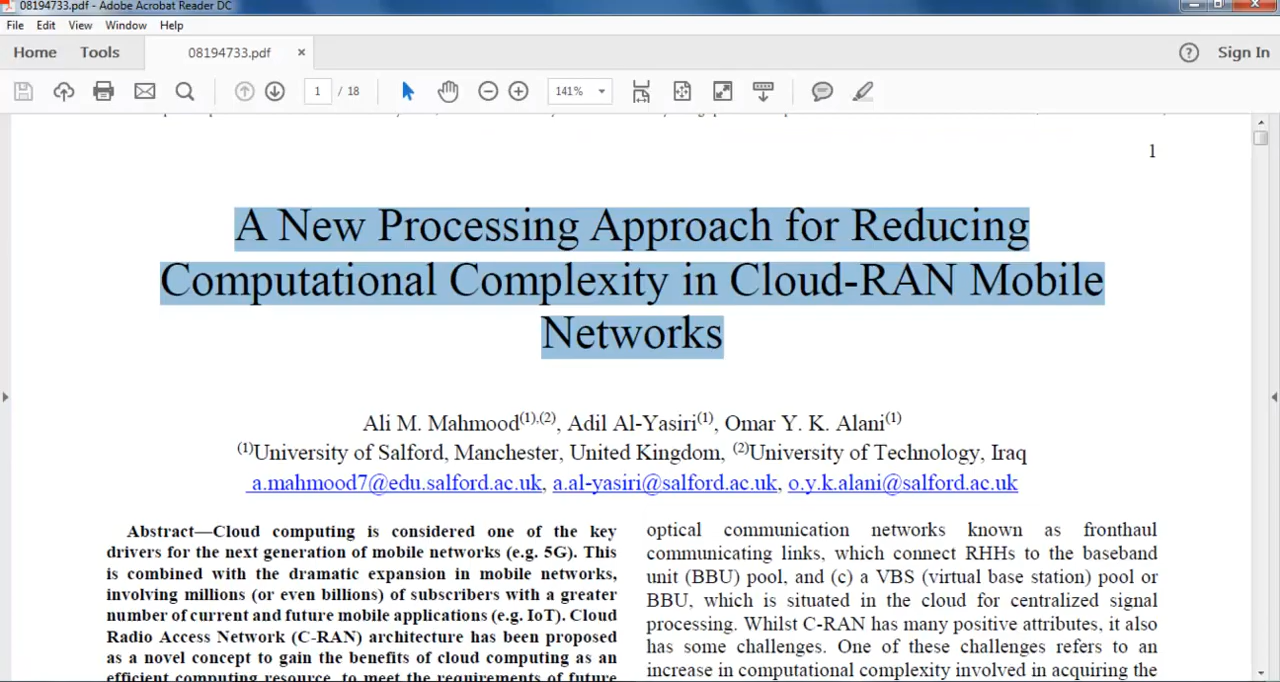 08194733.pdf - Adobe Acrobat Reader DC
File Edit View Window Help
Home Tools 08194733.pdf × ? Sign In
1 / 18 141%
1
A New Processing Approach for Reducing
Computational Complexity in Cloud-RAN Mobile
Networks
Ali M. Mahmood(1),(2), Adil Al-Yasiri(1), Omar Y. K. Alani(1)
(1)University of Salford, Manchester, United Kingdom, (2)University of Technology, Iraq
a.mahmood7@edu.salford.ac.uk, a.al-yasiri@salford.ac.uk, o.y.k.alani@salford.ac.uk
Abstract—Cloud computing is considered one of the key
drivers for the next generation of mobile networks (e.g. 5G). This
is combined with the dramatic expansion in mobile networks,
involving millions (or even billions) of subscribers with a greater
number of current and future mobile applications (e.g. IoT). Cloud
Radio Access Network (C-RAN) architecture has been proposed
as a novel concept to gain the benefits of cloud computing as an
efficient computing resource, to meet the requirements of future
optical communication networks known as fronthaul
communicating links, which connect RHHs to the baseband
unit (BBU) pool, and (c) a VBS (virtual base station) pool or
BBU, which is situated in the cloud for centralized signal
processing. Whilst C-RAN has many positive attributes, it also
has some challenges. One of these challenges refers to an
increase in computational complexity involved in acquiring the